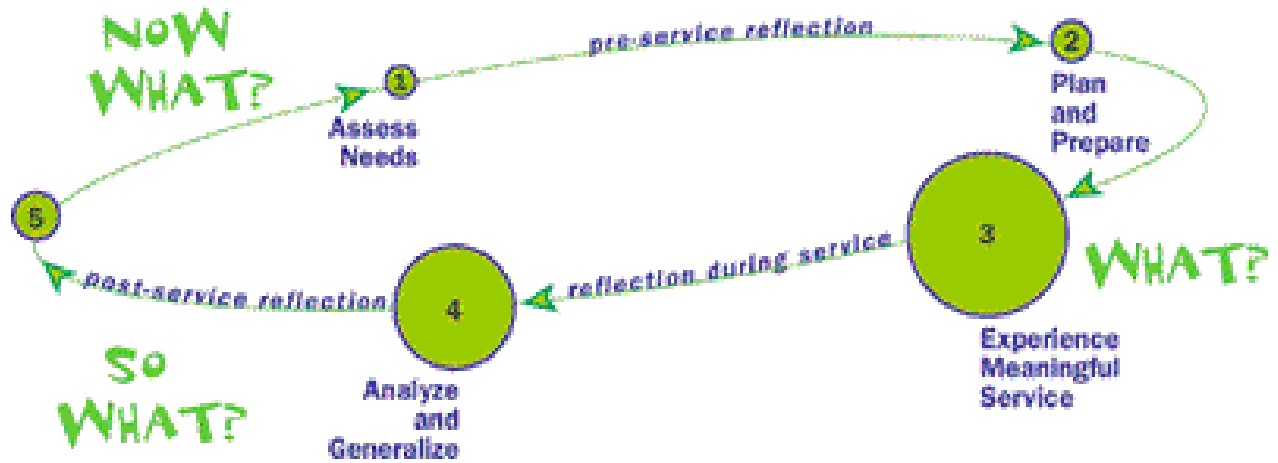 NOW
WHAT?
1
Assess
Needs
pre-service reflection
2
Plan
and
Prepare
3
WHAT?
Experience
Meaningful
Service
reflection during service
4
Analyze
and
Generalize
post-service reflection
5
SO
WHAT?